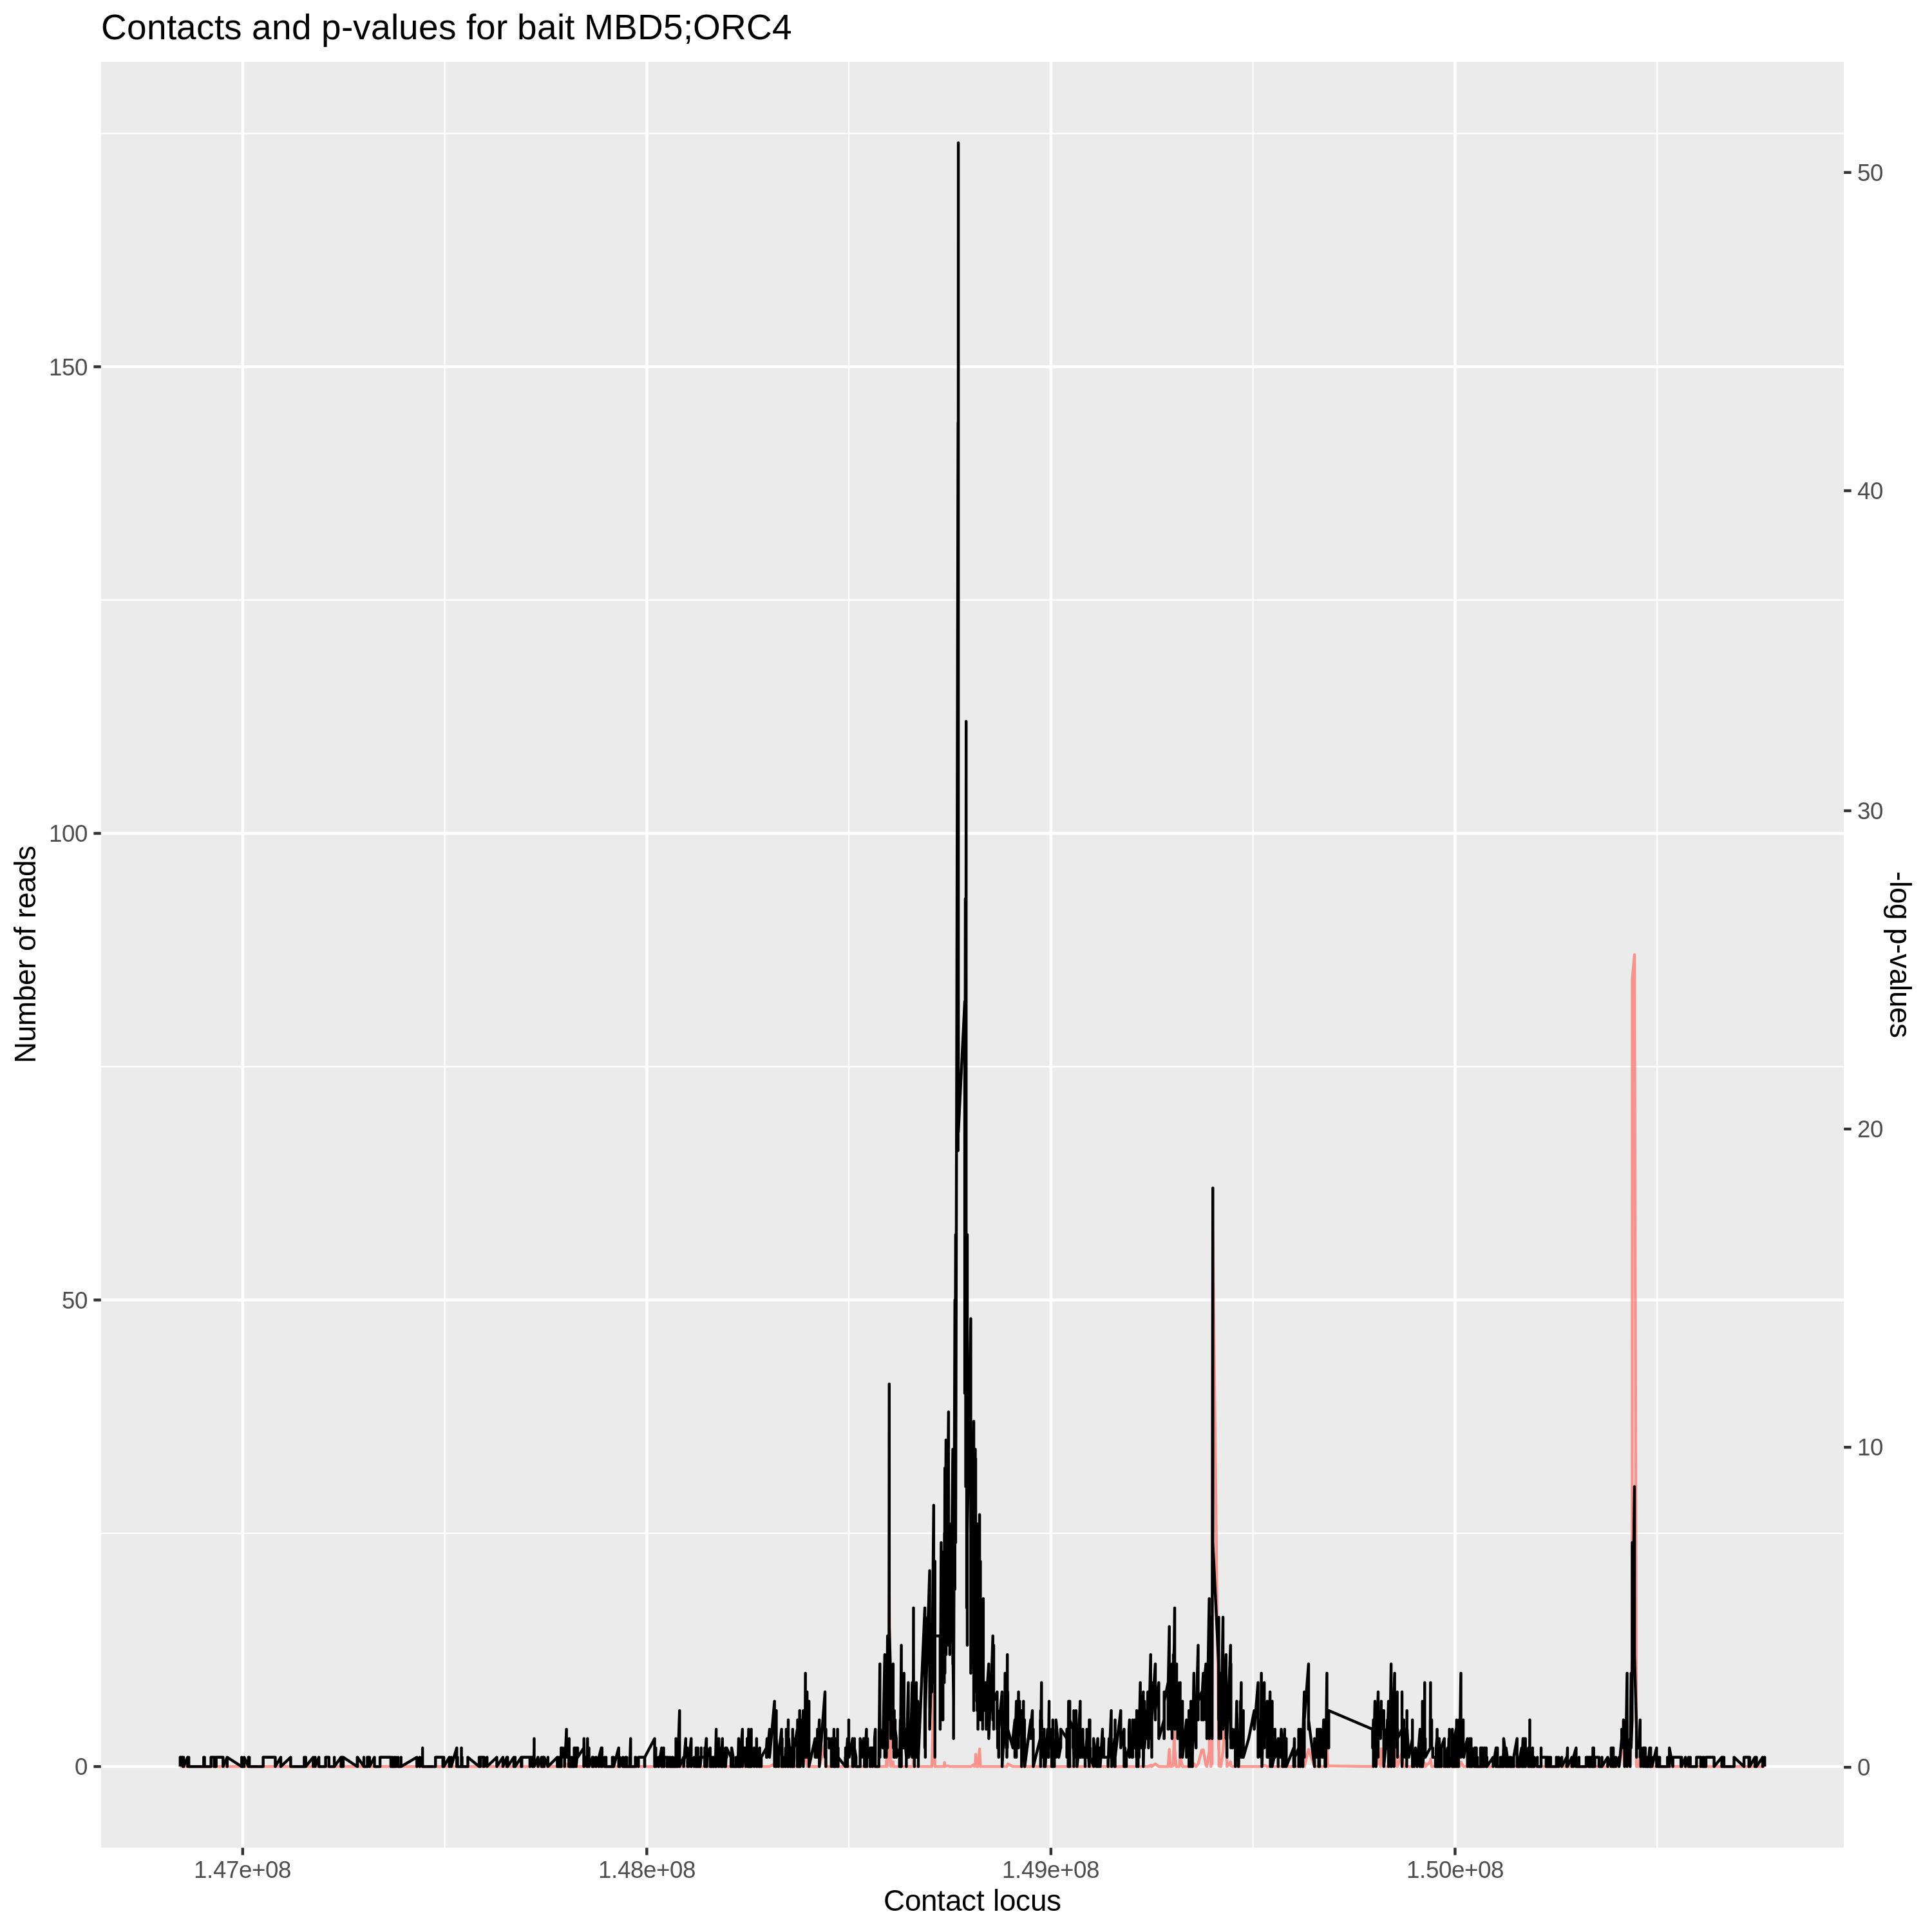 Contacts and p-values for bait MBD5;ORC4
Number of reads
150
100
50
0
50
40
30
20
10
0
-log p-values
1.47e+08
1.48e+08
1.49e+08
1.50e+08
Contact locus